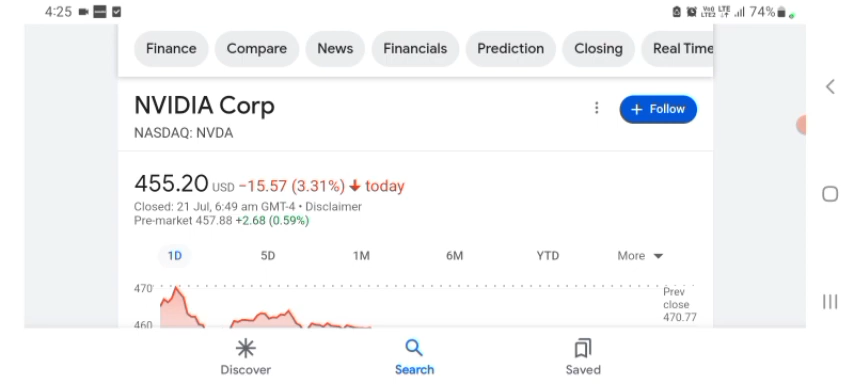 4:25 74%
Finance Compare News Financials Prediction Closing Real Time
NVIDIA Corp
+ Follow
NASDAQ: NVDA
455.20 USD −15.57 (3.31%) today
Closed: 21 Jul, 6:49 am GMT-4 • Disclaimer
Pre-market 457.88 +2.68 (0.59%)
1D 5D 1M 6M YTD More
470
Prev
close
470.77
460
Discover Search Saved